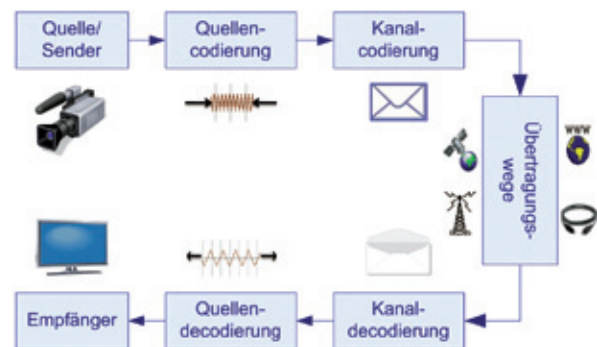 Quelle/
Sender
Quellen-
codierung
Kanal-
codierung
Übertragungs-
wege
WWW
Kanal-
decodierung
Quellen-
decodierung
Empfänger